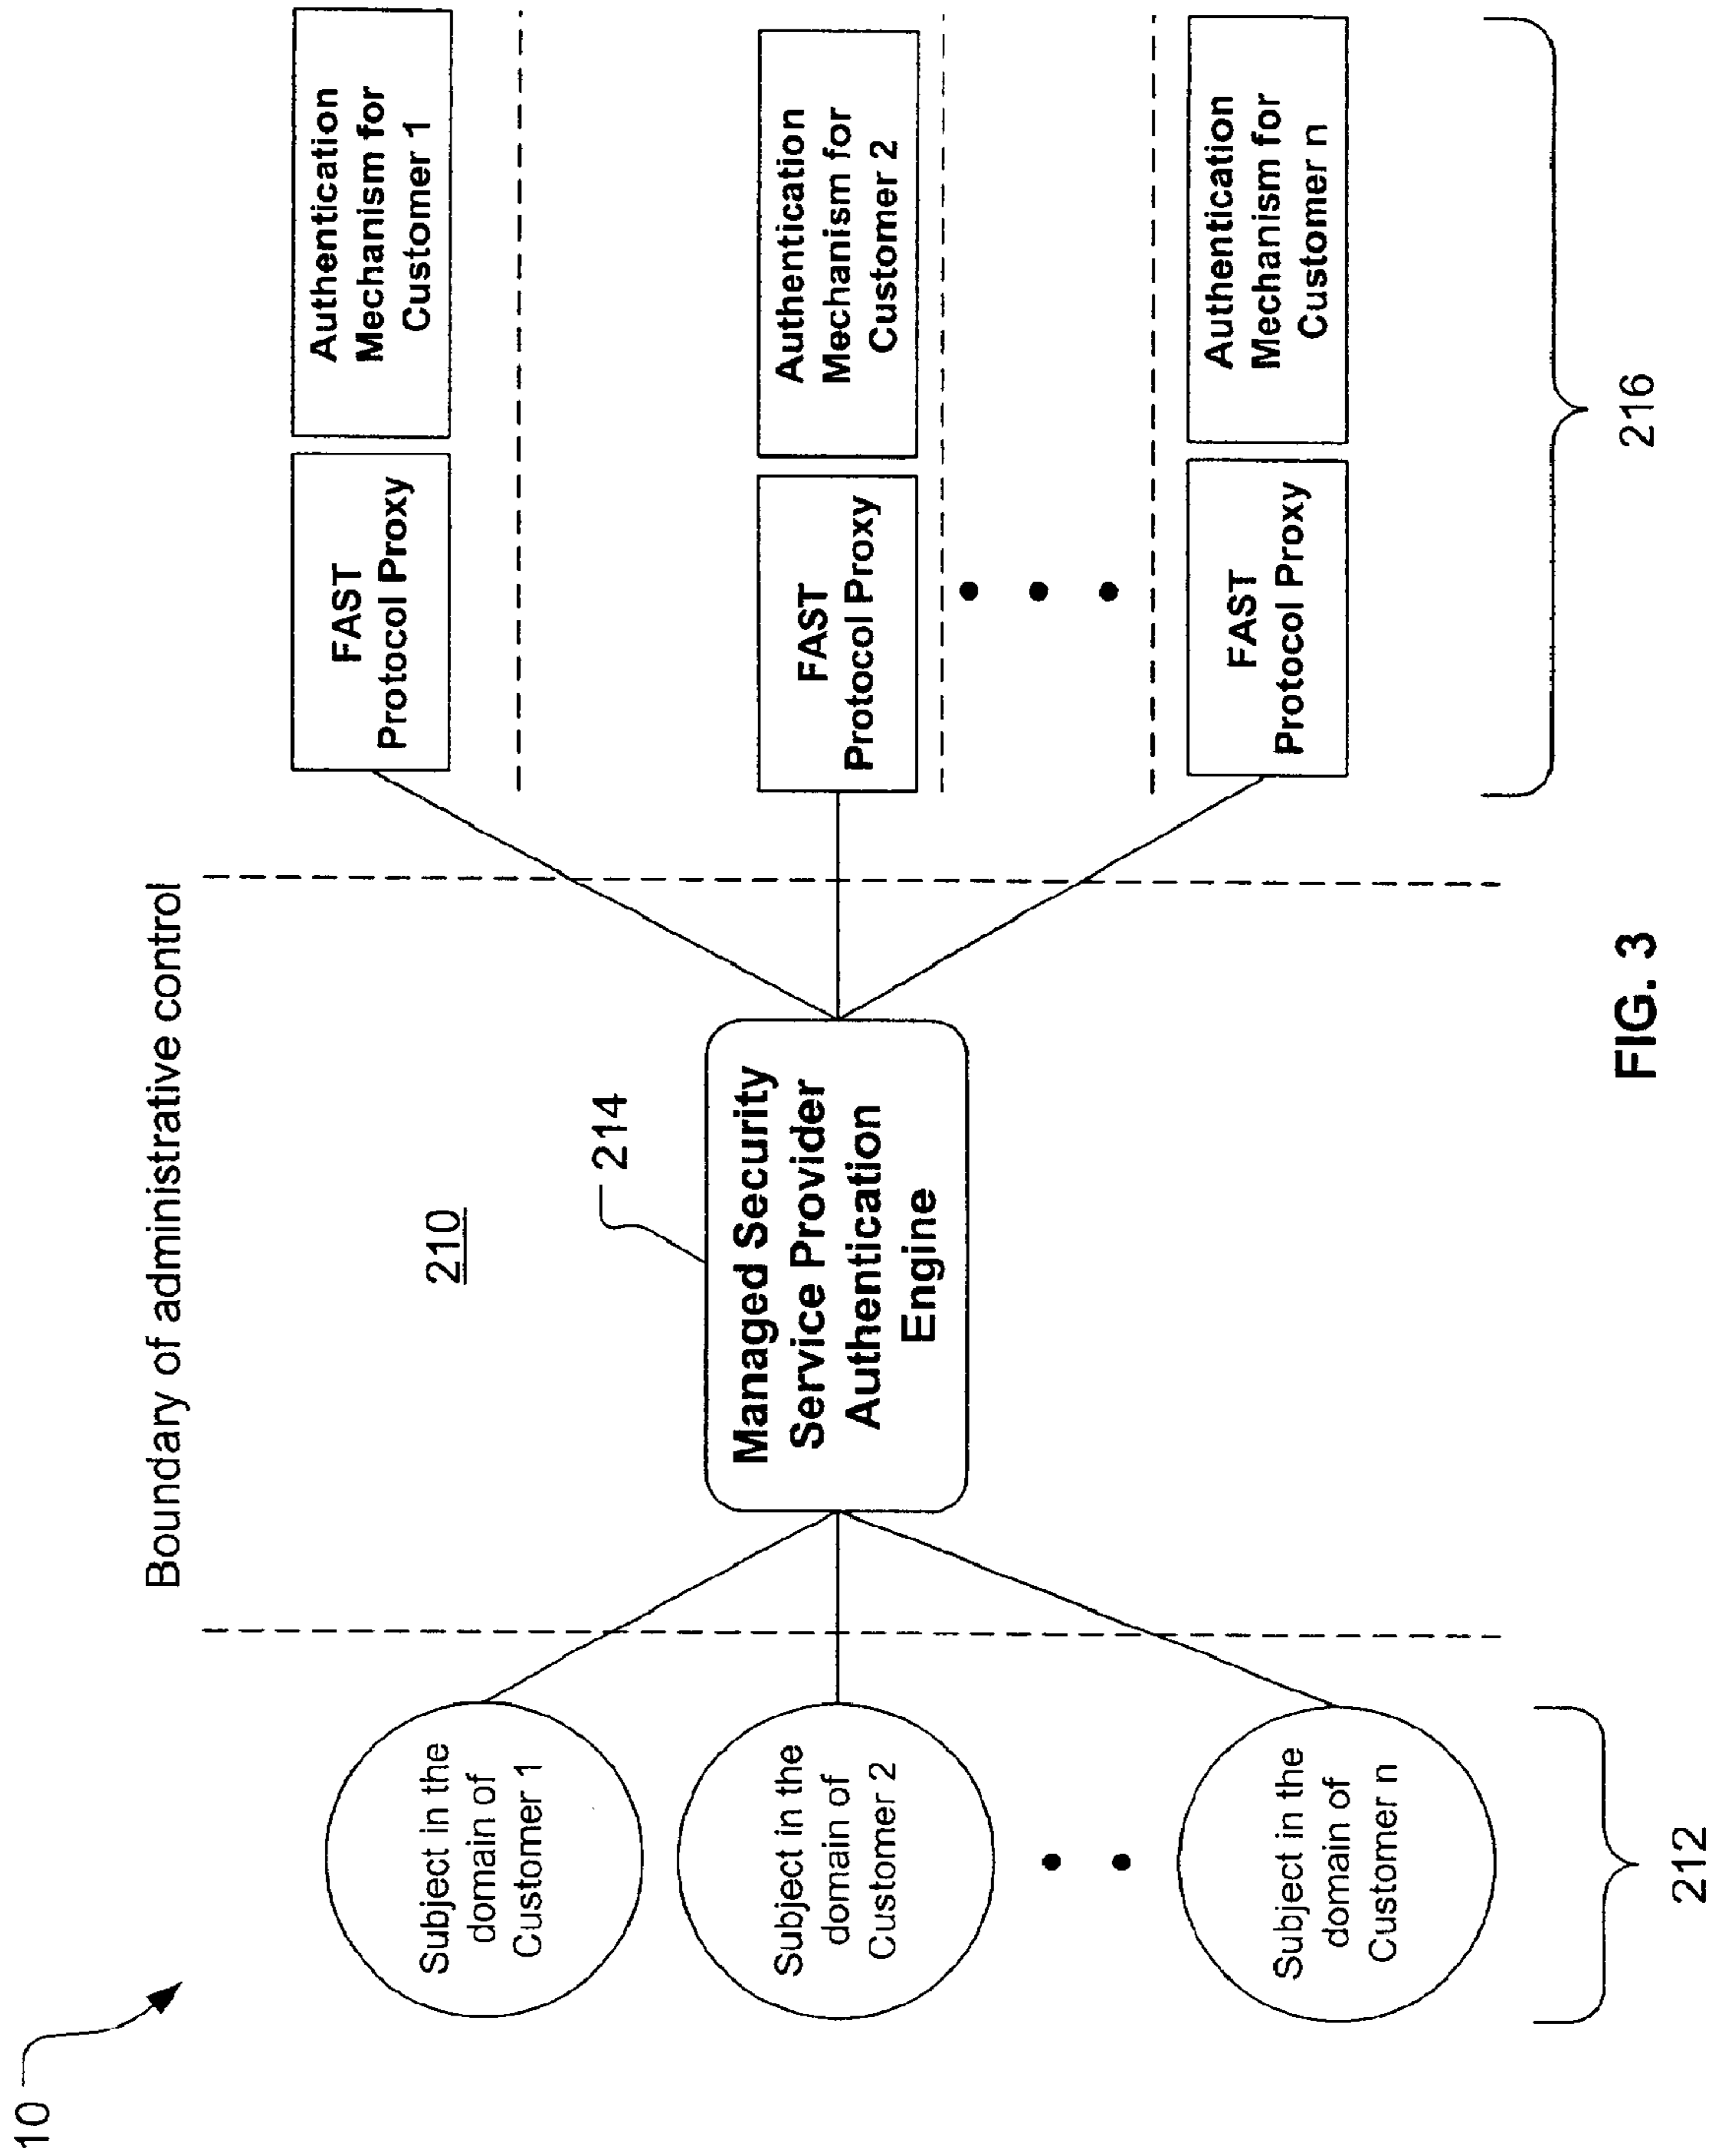 10
Boundary of administrative control
210
Subject in the
domain of
Customer 1
Subject in the
domain of
Customer 2
Subject in the
domain of
Customer n
212
214
Managed Security
Service Provider
Authentication
Engine
FAST
Protocol Proxy
Authentication
Mechanism for
Customer 1
FAST
Protocol Proxy
Authentication
Mechanism for
Customer 2
FAST
Protocol Proxy
Authentication
Mechanism for
Customer n
216
FIG. 3